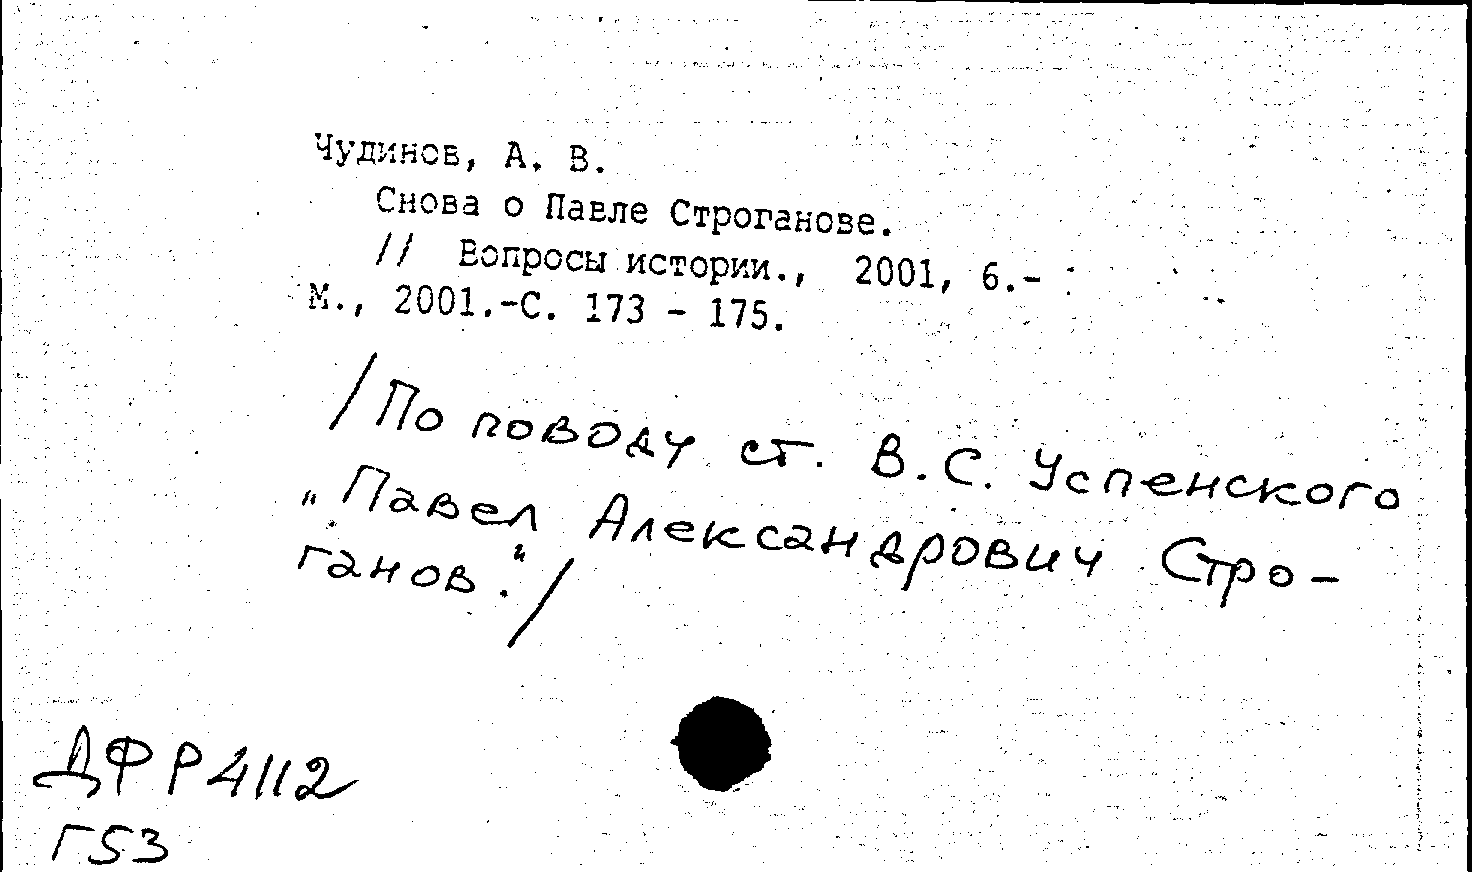 Чудинов, А. В.
Снова о Павле Строганове.
// Вопросы истории., 2001, 6.-
М., 2001.-С. 173 - 175.
/По поводу ст. В.С. Успенского
„Павел Александрович Стро-
ганов."/
ДФР4112
Г53